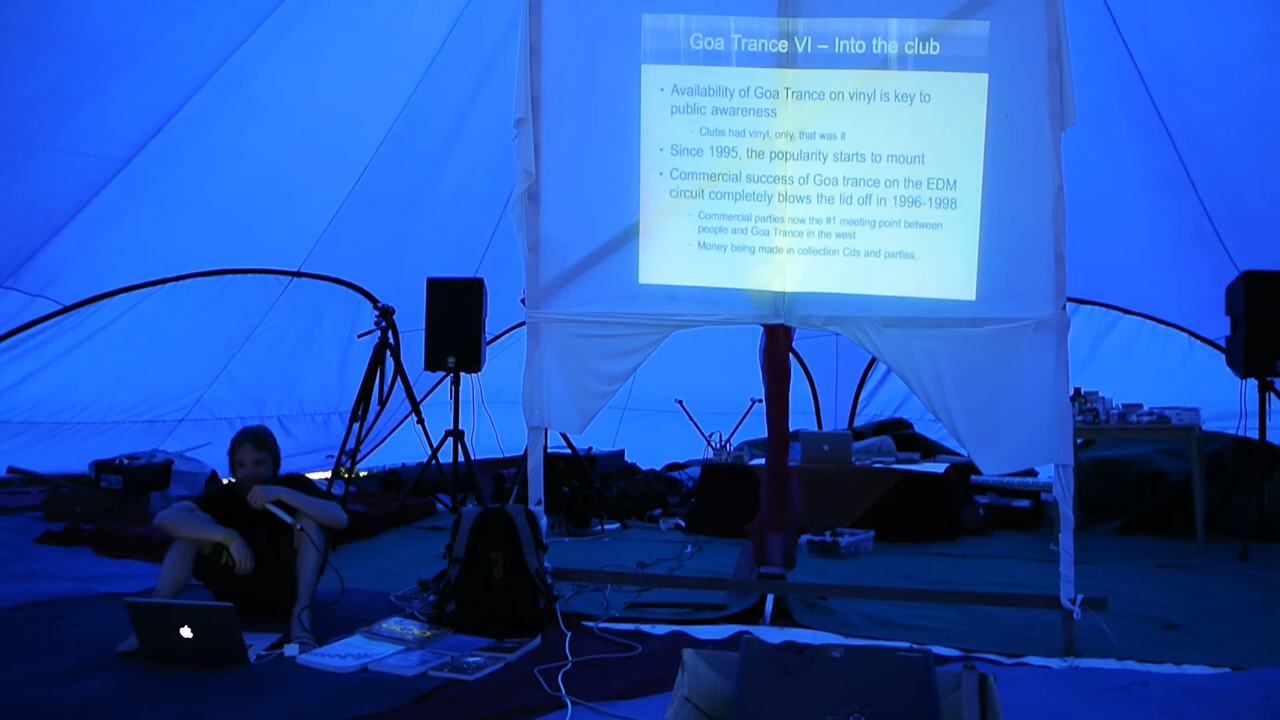 Goa Trance VI – Into the club
• Availability of Goa Trance on vinyl is key to
public awareness
– Clubs had vinyl, only, that was it
• Since 1995, the popularity starts to mount
• Commercial success of Goa trance on the EDM
circuit completely blows the lid off in 1996-1998
– Commercial parties now the #1 meeting point between
people and Goa Trance in the west
– Money being made in collection Cds and parties..